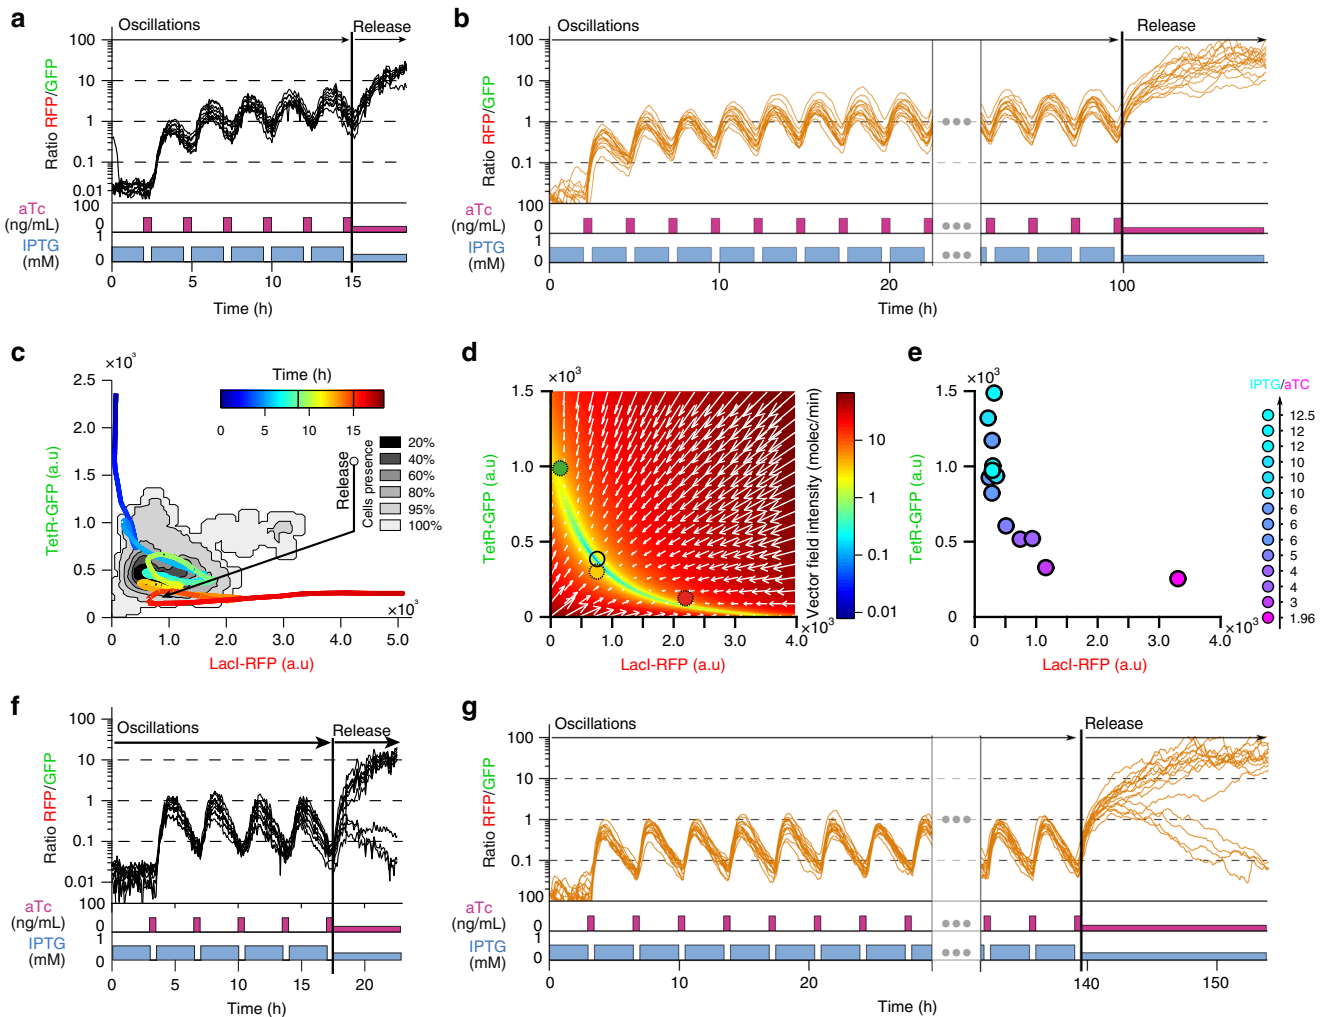 a
Oscillations
Release
Ratio RFP/GFP
100
10
1
0.1
0.01
aTc
(ng/mL)
100
0
IPTG
(mM)
1
0
0
5
10
15
Time (h)
b
Oscillations
Release
Ratio RFP/GFP
100
10
1
0.1
aTc
(ng/mL)
100
0
IPTG
(mM)
1
0
0
10
20
100
Time (h)
c
×10³
TetR-GFP (a.u)
2.5
2.0
1.5
1.0
0.5
0
Time (h)
0
5
10
15
Release
Cells presence
20%
40%
60%
80%
95%
100%
0
1.0
2.0
3.0
4.0
5.0
×10³
LacI-RFP (a.u)
d
×10³
TetR-GFP (a.u)
1.5
1.0
0.5
0
0
1.0
2.0
3.0
4.0
×10³
LacI-RFP (a.u)
Vector field intensity (molec/min)
10
1
0.1
0.01
e
×10³
TetR-GFP (a.u)
1.5
1.0
0.5
0
0
1.0
2.0
3.0
4.0
×10³
LacI-RFP (a.u)
IPTG/aTC
12.5
12
12
10
10
10
6
6
6
5
4
4
3
1.96
f
Oscillations
Release
Ratio RFP/GFP
100
10
1
0.1
0.01
aTc
(ng/mL)
100
0
IPTG
(mM)
1
0
0
5
10
15
20
Time (h)
g
Oscillations
Release
Ratio RFP/GFP
100
10
1
0.1
aTc
(ng/mL)
100
0
IPTG
(mM)
1
0
0
10
20
30
140
150
Time (h)